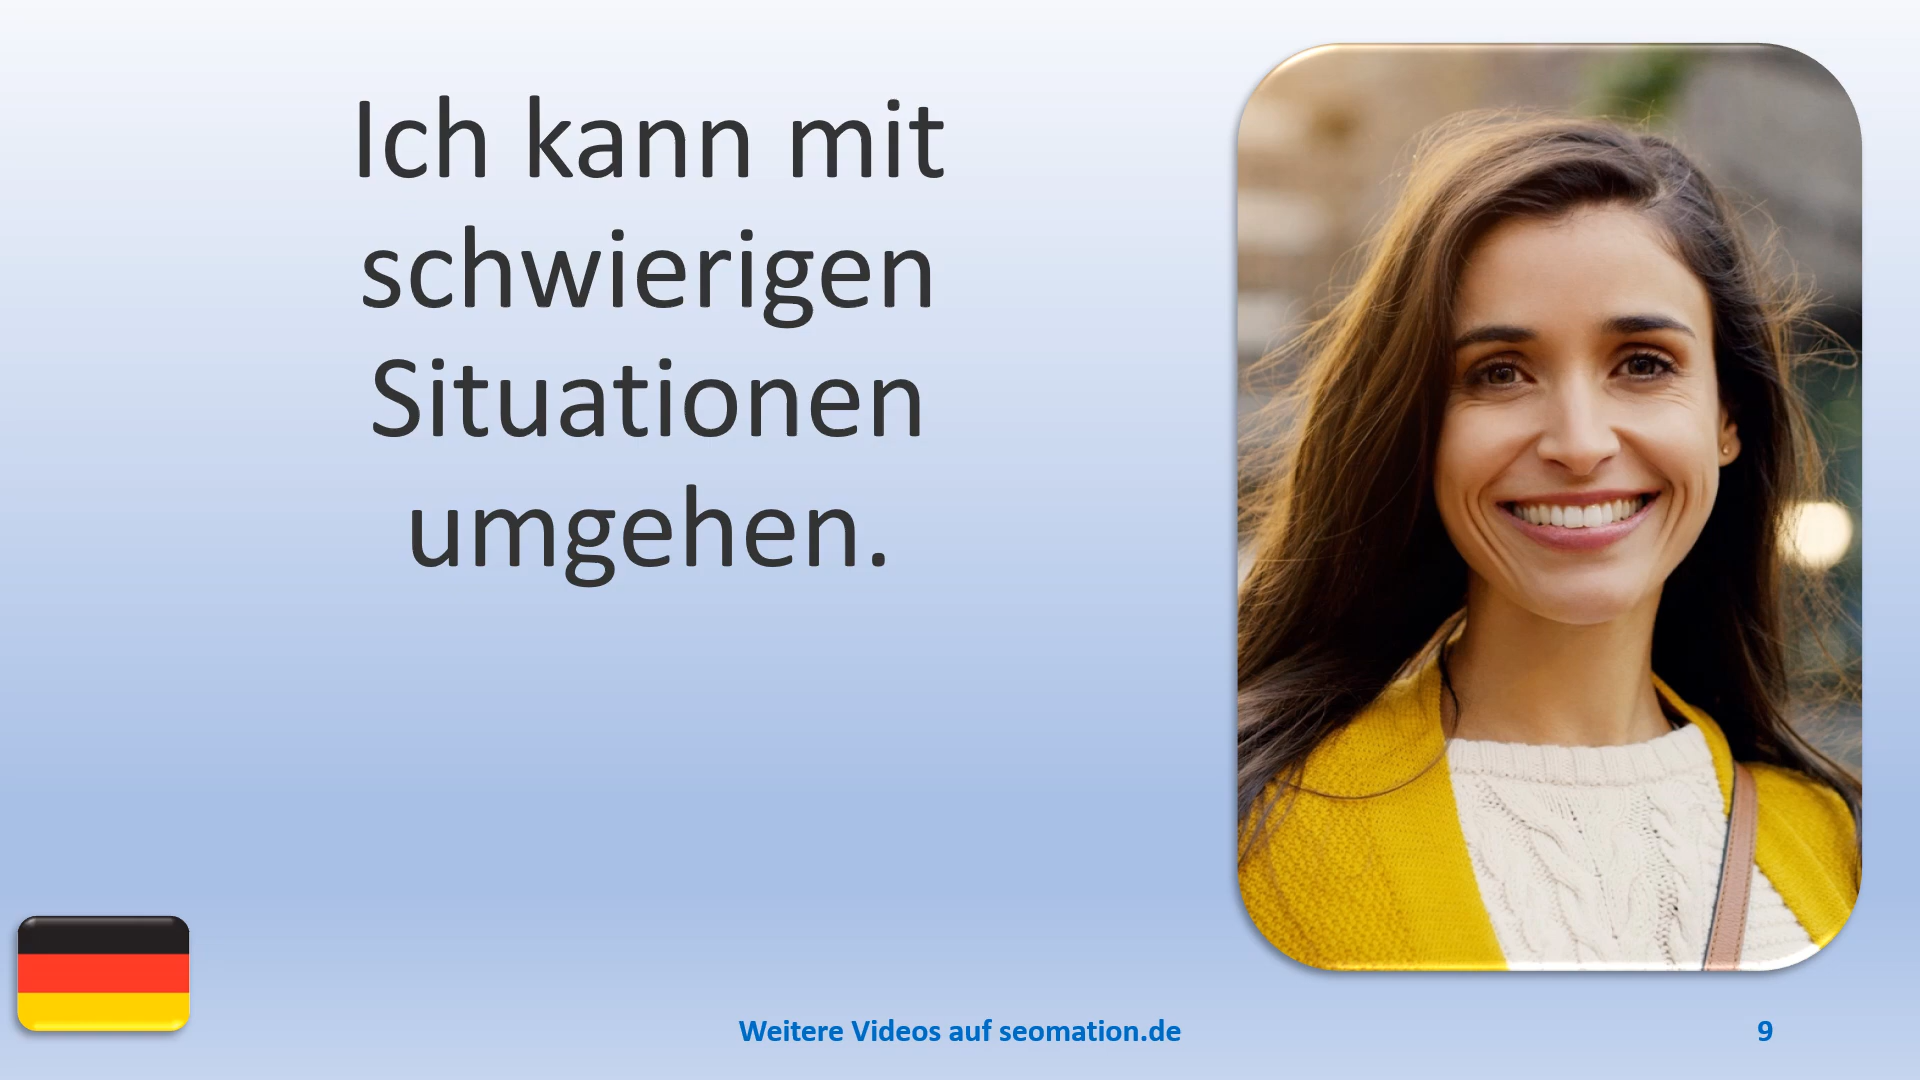 Ich kann mit
schwierigen
Situationen
umgehen.
Weitere Videos auf seomation.de
9